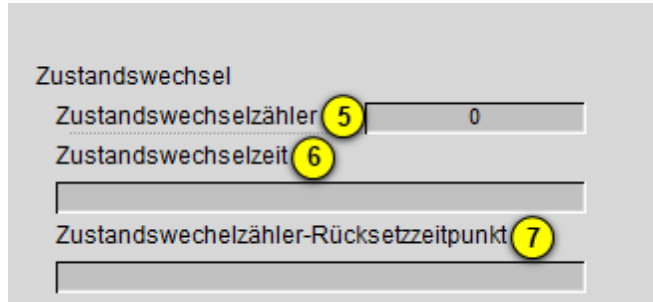 Zustandswechsel
Zustandswechselzähler 5 0
Zustandswechselzeit 6
Zustandswechelzähler-Rücksetzzeitpunkt 7